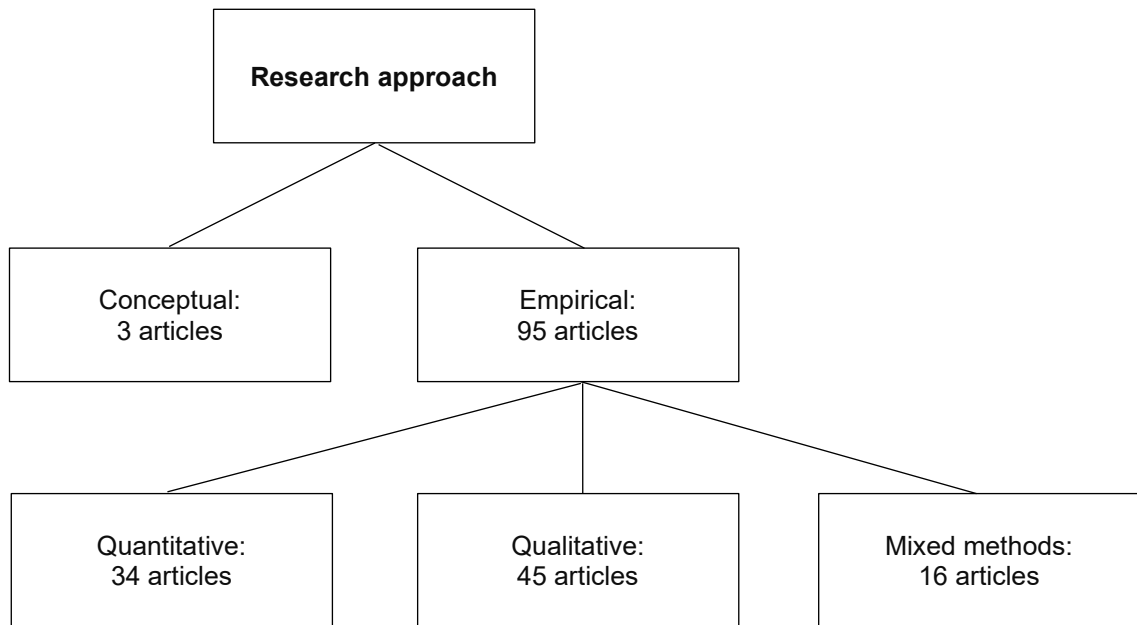 Research approach
Conceptual:
3 articles
Empirical:
95 articles
Quantitative:
34 articles
Qualitative:
45 articles
Mixed methods:
16 articles